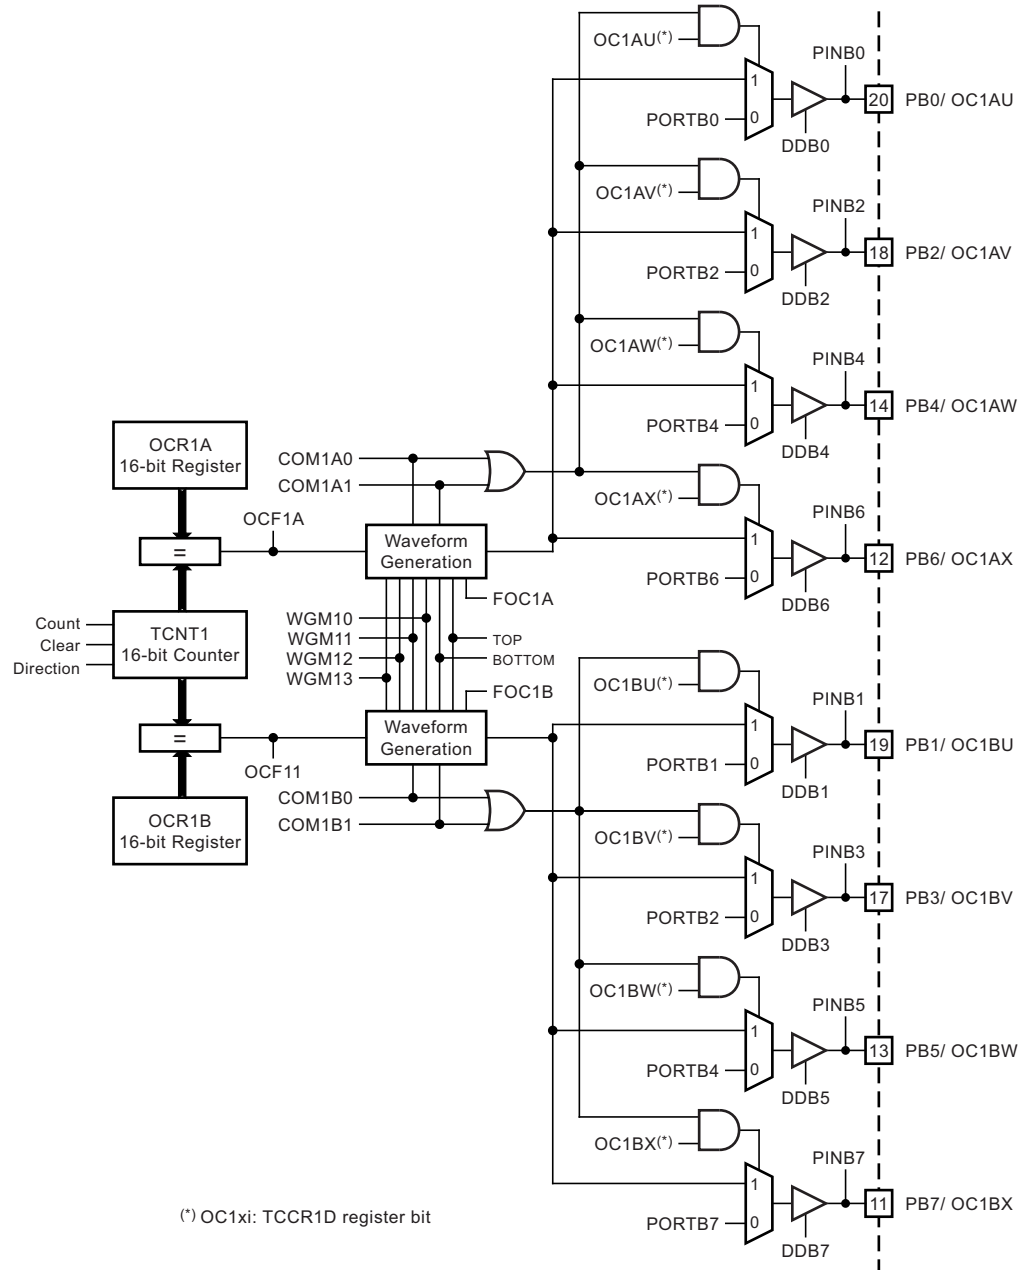 OC1AU(*)
PINB0
1
0
PORTB0
DDB0
20
PB0/ OC1AU
OC1AV(*)
PINB2
1
0
PORTB2
DDB2
18
PB2/ OC1AV
OC1AW(*)
PINB4
1
0
PORTB4
DDB4
14
PB4/ OC1AW
OCR1A
16-bit Register
COM1A0
COM1A1
OC1AX(*)
PINB6
1
0
PORTB6
DDB6
12
PB6/ OC1AX
OCF1A
=
Waveform
Generation
FOC1A
Count
Clear
Direction
TCNT1
16-bit Counter
WGM10
WGM11
WGM12
WGM13
TOP
BOTTOM
FOC1B
=
OCF11
Waveform
Generation
OC1BU(*)
PINB1
1
0
PORTB1
DDB1
19
PB1/ OC1BU
OCR1B
16-bit Register
COM1B0
COM1B1
OC1BV(*)
PINB3
1
0
PORTB2
DDB3
17
PB3/ OC1BV
OC1BW(*)
PINB5
1
0
PORTB4
DDB5
13
PB5/ OC1BW
OC1BX(*)
PINB7
1
0
PORTB7
DDB7
11
PB7/ OC1BX
(*) OC1xi: TCCR1D register bit